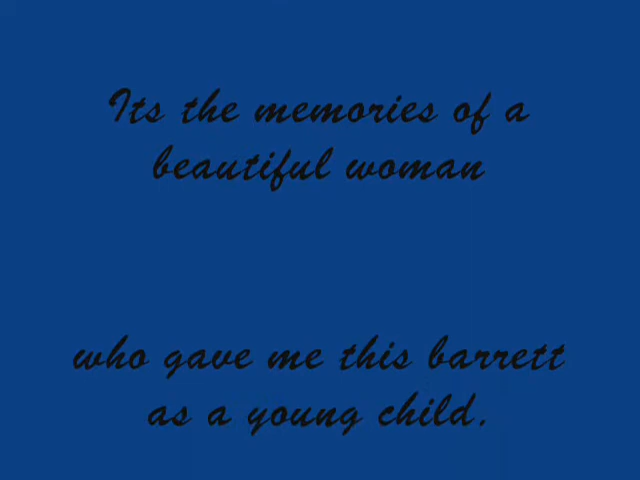 Its the memories of a
beautiful woman
who gave me this barrett
as a young child.